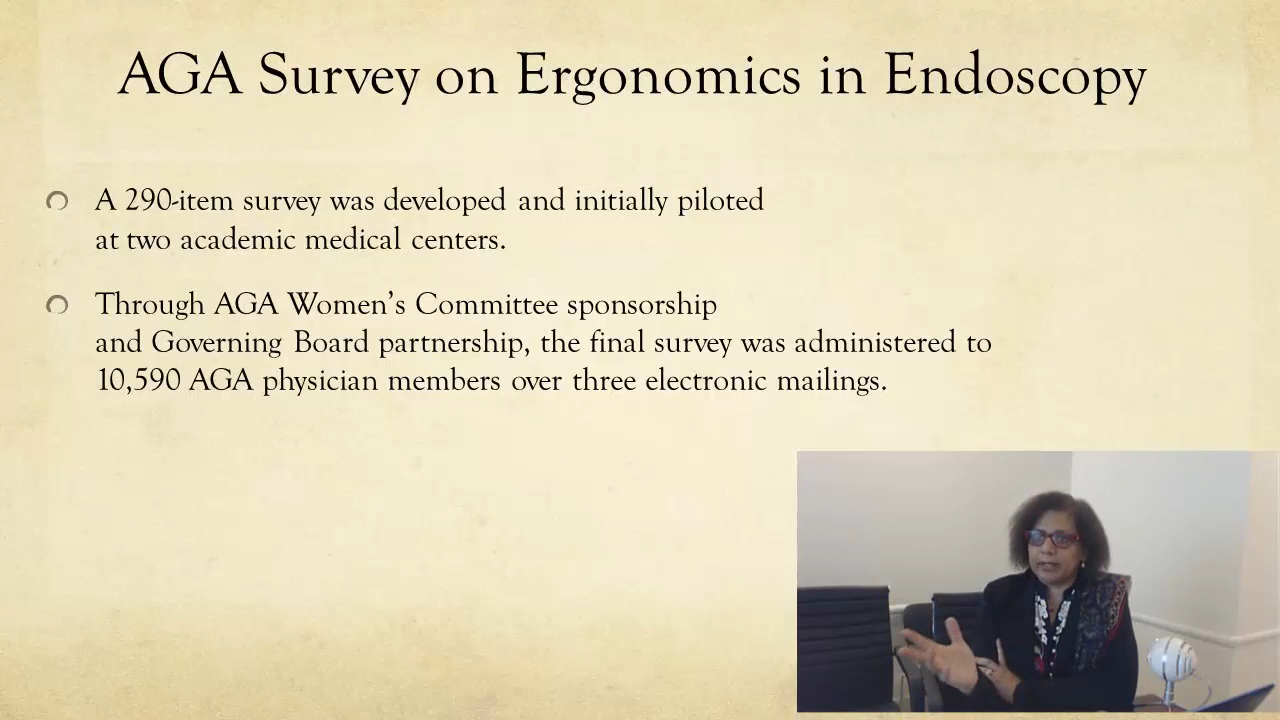 AGA Survey on Ergonomics in Endoscopy
A 290-item survey was developed and initially piloted
at two academic medical centers.
Through AGA Women's Committee sponsorship
and Governing Board partnership, the final survey was administered to
10,590 AGA physician members over three electronic mailings.